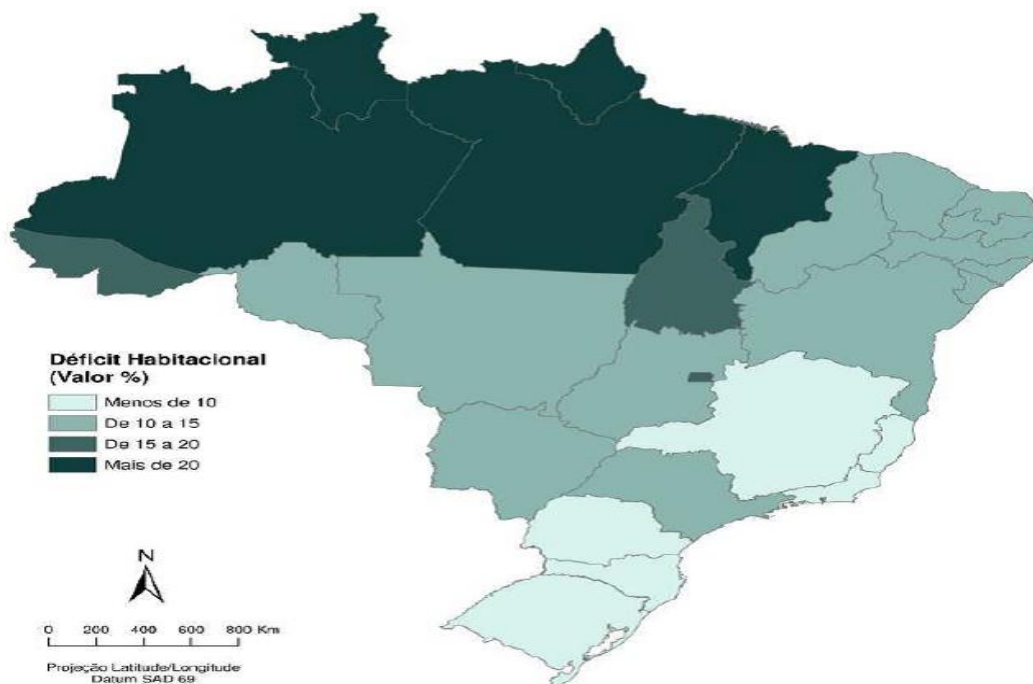 Déficit Habitacional
(Valor %)
Menos de 10
De 10 a 15
De 15 a 20
Mais de 20
N
0 200 400 600 800 Km
Projeção Latitude/Longitude
Datum SAD 69